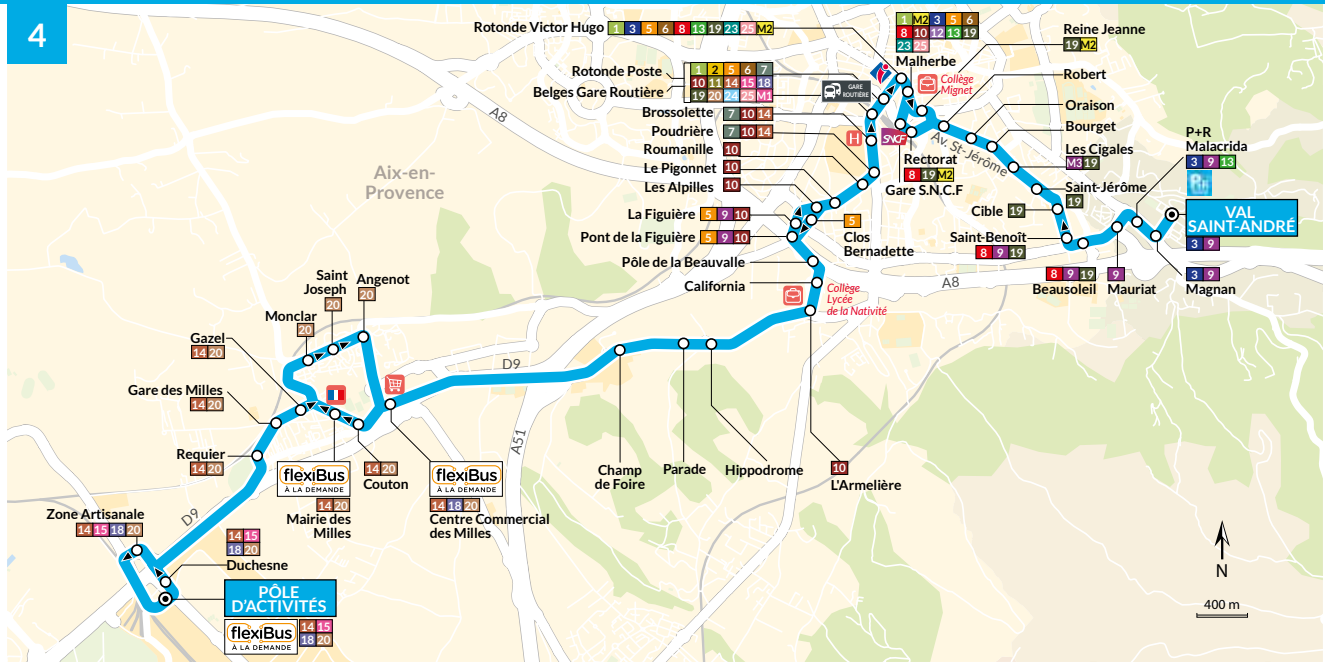 4
Rotonde Victor Hugo 1 3 5 6 8 13 19 23 25 M2
1 M2 3 5 6
8 10 12 13 19
23 25
Malherbe
Reine Jeanne
19 M2
Rotonde Poste
Belges Gare Routière
1 2 5 6 7
10 11 14 15 18
19 20 24 25 M1
GARE
ROUTIÈRE
Collège
Mignet
Robert
Oraison
Bourget
Brossolette 7 10 14
Poudrière 7 10 14
Roumanille 10
Le Pigonnet 10
Les Alpilles 10
H
SNCF
Av. St-Jérôme
Rectorat
8 19 M2
Gare S.N.C.F
Les Cigales
M3 19
P+R
Malacrida
3 9 13
Saint-Jérôme
19
Cible 19
VAL
SAINT-ANDRÉ
3 9
Saint-Benoît
8 9 19
8 9 19
Beausoleil
9
Mauriat
3 9
Magnan
A8
Aix-en-
Provence
La Figuière 5 9 10
Pont de la Figuière 5 9 10
5
Clos
Bernadette
Pôle de la Beauvalle
California
Collège
Lycée
de la Nativité
A8
Saint
Joseph
20
Angenot
20
Monclar
20
Gazel
14 20
Gare des Milles
14 20
Requier
14 20
D9
A51
Champ
de Foire
Parade
Hippodrome
10
L'Armelière
flexiBus
À LA DEMANDE
14 20
Mairie des
Milles
14 20
Couton
flexiBus
À LA DEMANDE
14 18 20
Centre Commercial
des Milles
D9
Zone Artisanale
14 15 18 20
14 15
18 20
Duchesne
PÔLE
D'ACTIVITÉS
flexiBus
À LA DEMANDE
14 15
18 20
N
400 m